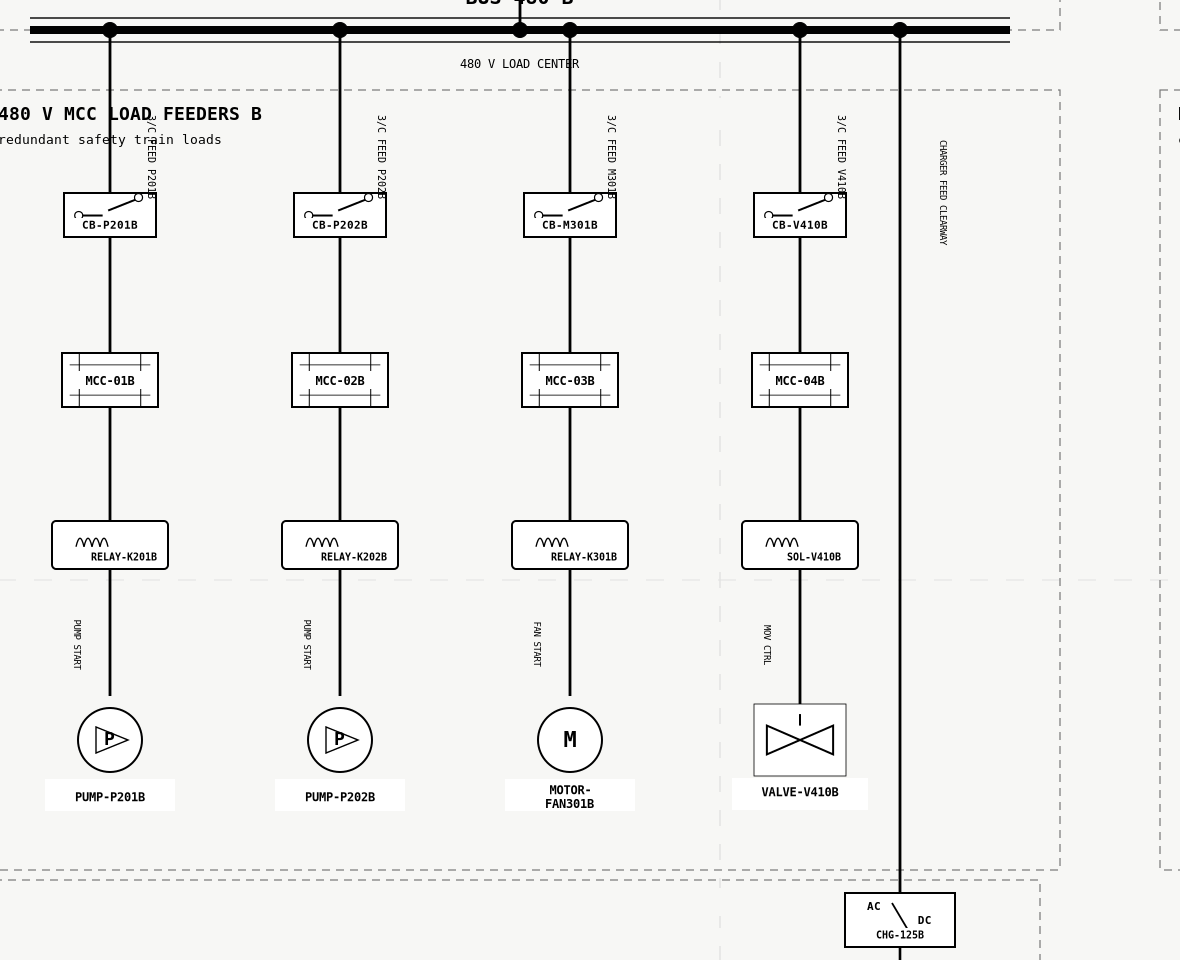 BUS 480 B
480 V LOAD CENTER
480 V MCC LOAD FEEDERS B
redundant safety train loads
3/C FEED P201B
3/C FEED P202B
3/C FEED M301B
3/C FEED V410B
CHARGER FEED CLEARWAY
CB-P201B
CB-P202B
CB-M301B
CB-V410B
MCC-01B
MCC-02B
MCC-03B
MCC-04B
RELAY-K201B
RELAY-K202B
RELAY-K301B
SOL-V410B
PUMP START
PUMP START
FAN START
MOV CTRL
P
P
M
PUMP-P201B
PUMP-P202B
MOTOR-
FAN301B
VALVE-V410B
AC
DC
CHG-125B